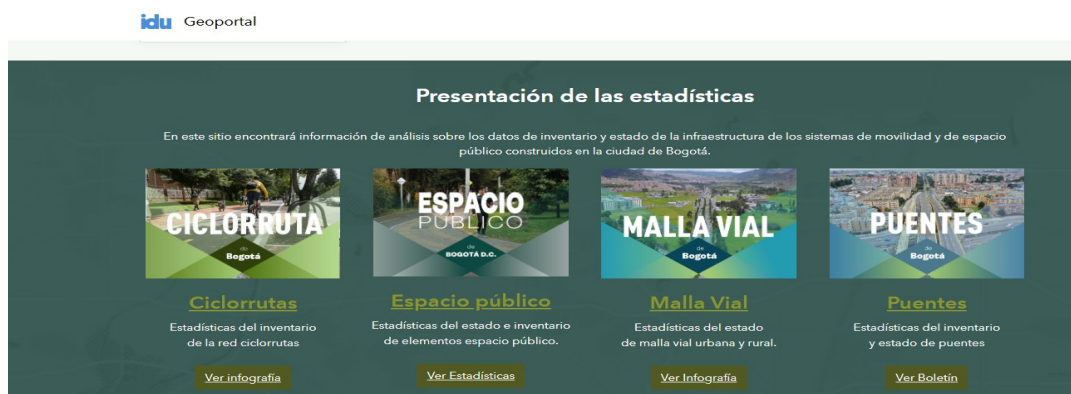 idu Geoportal
Presentación de las estadísticas
En este sitio encontrará información de análisis sobre los datos de inventario y estado de la infraestructura de los sistemas de movilidad y de espacio
público construidos en la ciudad de Bogotá.
CICLORRUTA
de
Bogotá
ESPACIO
PÚBLICO
de
BOGOTÁ D.C.
MALLA VIAL
de
Bogotá
PUENTES
de
Bogotá
Ciclorrutas
Estadísticas del inventario
de la red ciclorrutas
Ver infografía
Espacio público
Estadísticas del estado e inventario
de elementos espacio público.
Ver Estadísticas
Malla Vial
Estadísticas del estado
de malla vial urbana y rural.
Ver Infografía
Puentes
Estadísticas del inventario
y estado de puentes
Ver Boletín